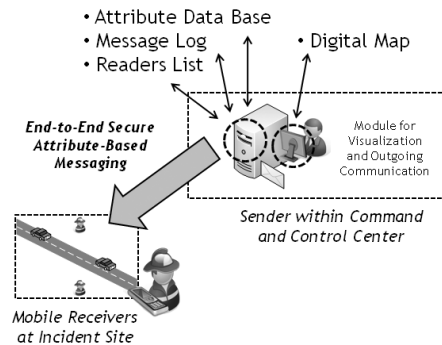 • Attribute Data Base
• Message Log
• Readers List
• Digital Map
End-to-End Secure
Attribute-Based
Messaging
Module for
Visualization
and Outgoing
Communication
Sender within Command
and Control Center
Mobile Receivers
at Incident Site